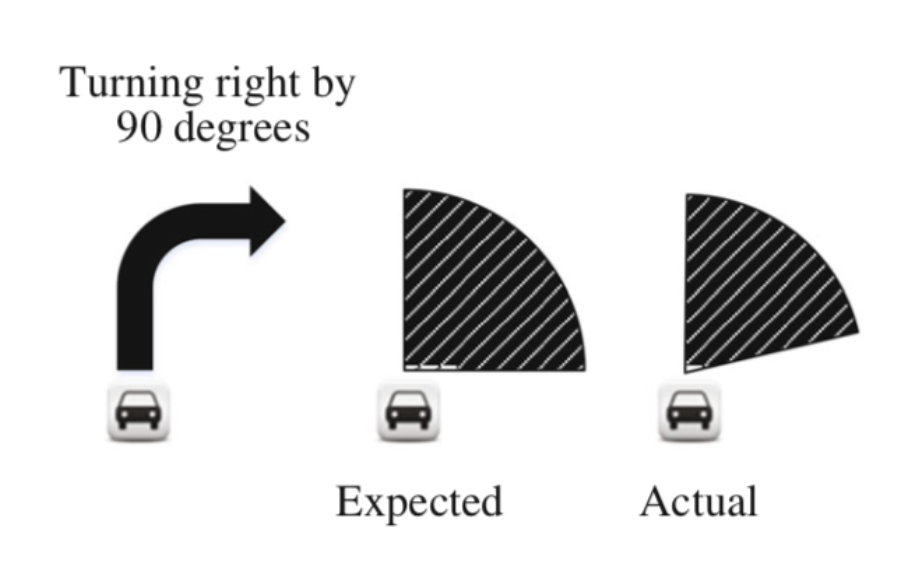 Turning right by
90 degrees
Expected
Actual